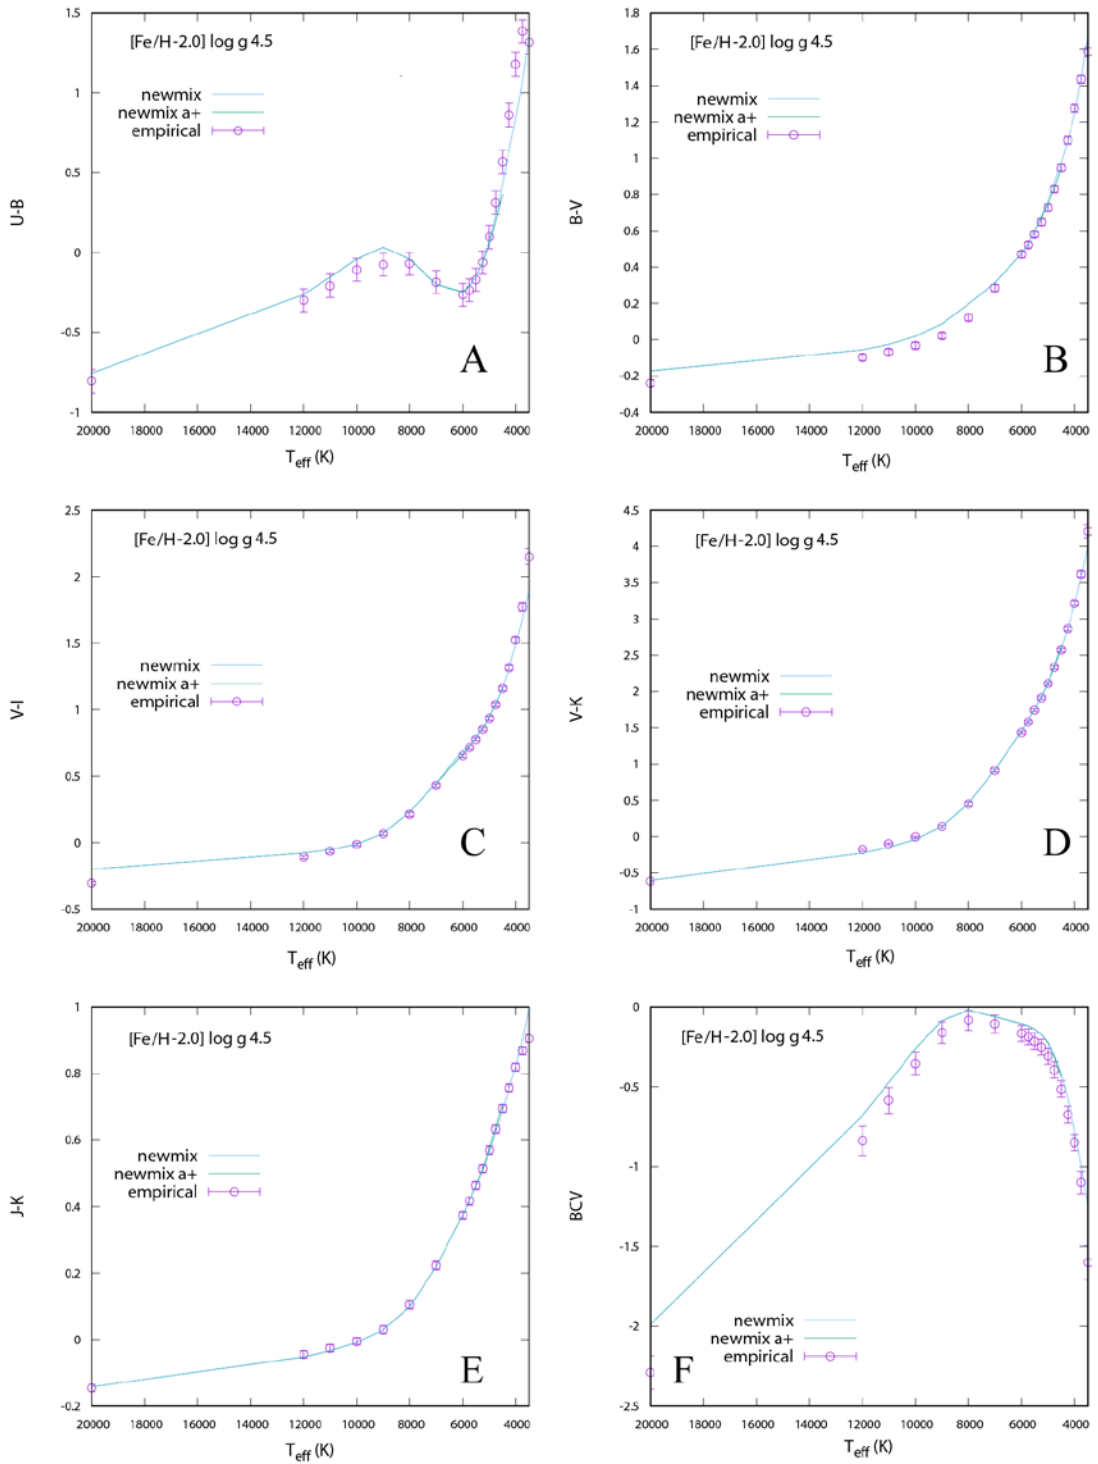 [Fe/H-2.0] log g 4.5
newmix
newmix a+
empirical
U-B
1.5
1
0.5
0
-0.5
-1
20000 18000 16000 14000 12000 10000 8000 6000 4000
Teff (K)
A
[Fe/H-2.0] log g 4.5
newmix
newmix a+
empirical
B-V
1.8
1.6
1.4
1.2
1
0.8
0.6
0.4
0.2
0
-0.2
-0.4
20000 18000 16000 14000 12000 10000 8000 6000 4000
Teff (K)
B
[Fe/H-2.0] log g 4.5
newmix
newmix a+
empirical
V-I
2.5
2
1.5
1
0.5
0
-0.5
20000 18000 16000 14000 12000 10000 8000 6000 4000
Teff (K)
C
[Fe/H-2.0] log g 4.5
newmix
newmix a+
empirical
V-K
4.5
4
3.5
3
2.5
2
1.5
1
0.5
0
-0.5
-1
20000 18000 16000 14000 12000 10000 8000 6000 4000
Teff (K)
D
[Fe/H-2.0] log g 4.5
newmix
newmix a+
empirical
J-K
1
0.8
0.6
0.4
0.2
0
-0.2
20000 18000 16000 14000 12000 10000 8000 6000 4000
Teff (K)
E
[Fe/H-2.0] log g 4.5
newmix
newmix a+
empirical
BCV
0
-0.5
-1
-1.5
-2
-2.5
20000 18000 16000 14000 12000 10000 8000 6000 4000
Teff (K)
F